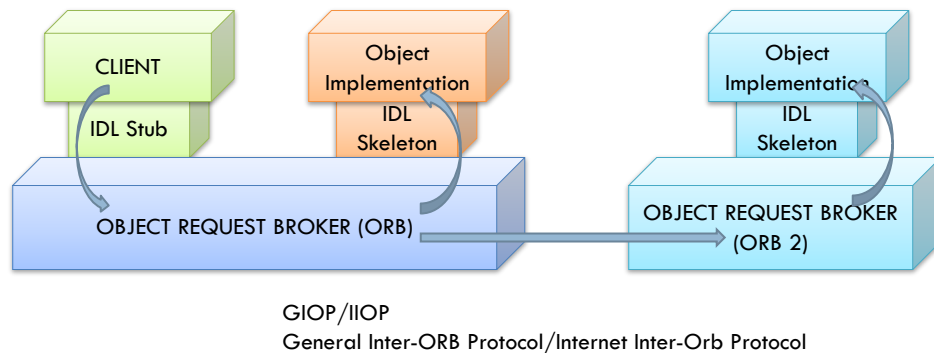 CLIENT
IDL Stub
Object
Implementation
IDL
Skeleton
Object
Implementation
IDL
Skeleton
OBJECT REQUEST BROKER (ORB)
OBJECT REQUEST BROKER
(ORB 2)
GIOP/IIOP
General Inter-ORB Protocol/Internet Inter-Orb Protocol